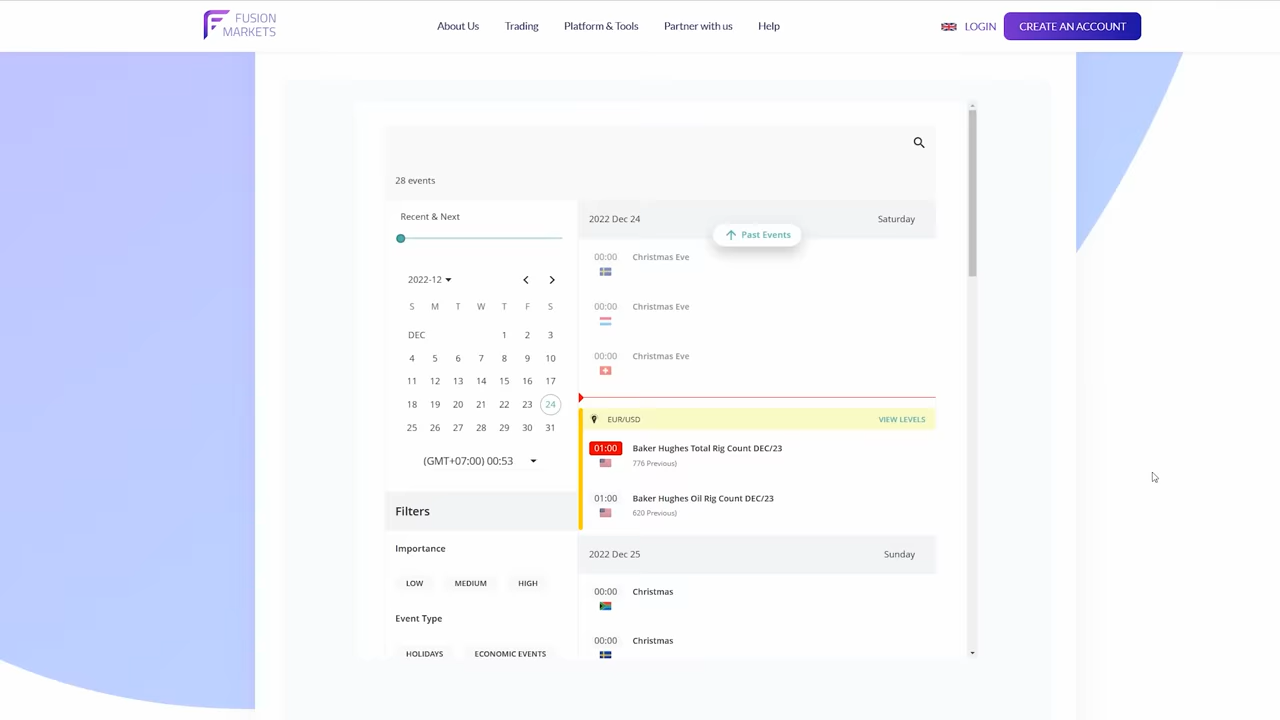 FUSION
MARKETS
About Us
Trading
Platform & Tools
Partner with us
Help
LOGIN
CREATE AN ACCOUNT
28 events
Recent & Next
2022-12
S M T W T F S
DEC 1 2 3
4 5 6 7 8 9 10
11 12 13 14 15 16 17
18 19 20 21 22 23 24
25 26 27 28 29 30 31
(GMT+07:00) 00:53
Filters
Importance
LOW MEDIUM HIGH
Event Type
HOLIDAYS ECONOMIC EVENTS
2022 Dec 24 Saturday
Past Events
00:00 Christmas Eve
00:00 Christmas Eve
00:00 Christmas Eve
EUR/USD VIEW LEVELS
01:00 Baker Hughes Total Rig Count DEC/23
776 Previous)
01:00 Baker Hughes Oil Rig Count DEC/23
620 Previous)
2022 Dec 25 Sunday
00:00 Christmas
00:00 Christmas